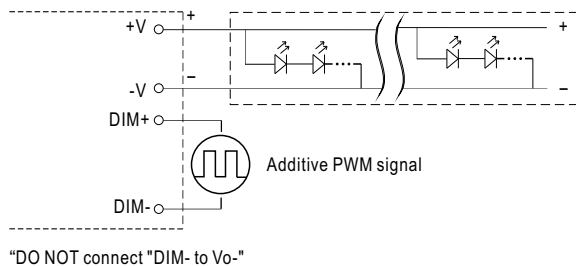 +V
+
+
-V
–
–
DIM+
Additive PWM signal
DIM-
“DO NOT connect "DIM- to Vo-"